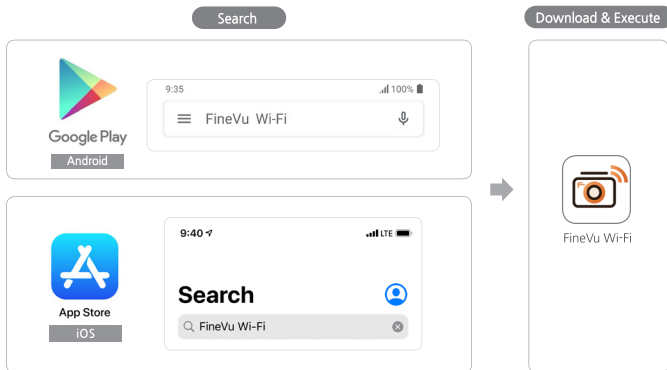 Search
Download & Execute
9:35
100%
FineVu Wi-Fi
Google Play
Android
FineVu Wi-Fi
9:40
LTE
Search
FineVu Wi-Fi
App Store
iOS